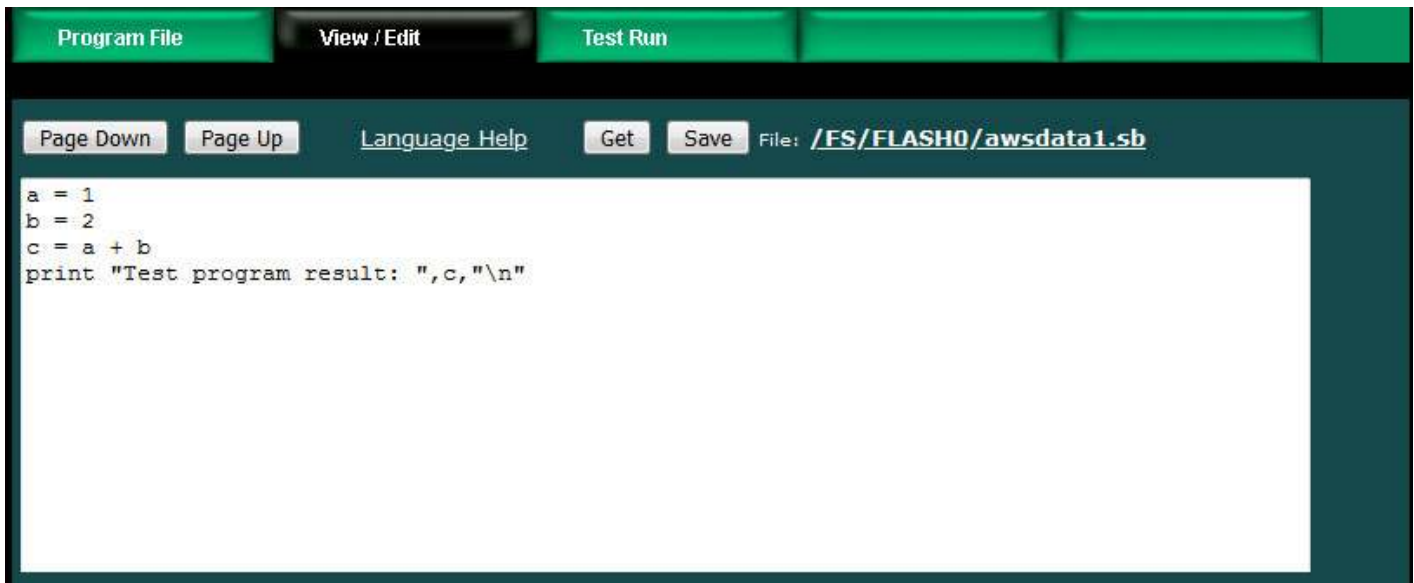 Program File View / Edit Test Run
Page Down Page Up Language Help Get Save File: /FS/FLASH0/awsdata1.sb
a = 1
b = 2
c = a + b
print "Test program result: ",c,"\n"